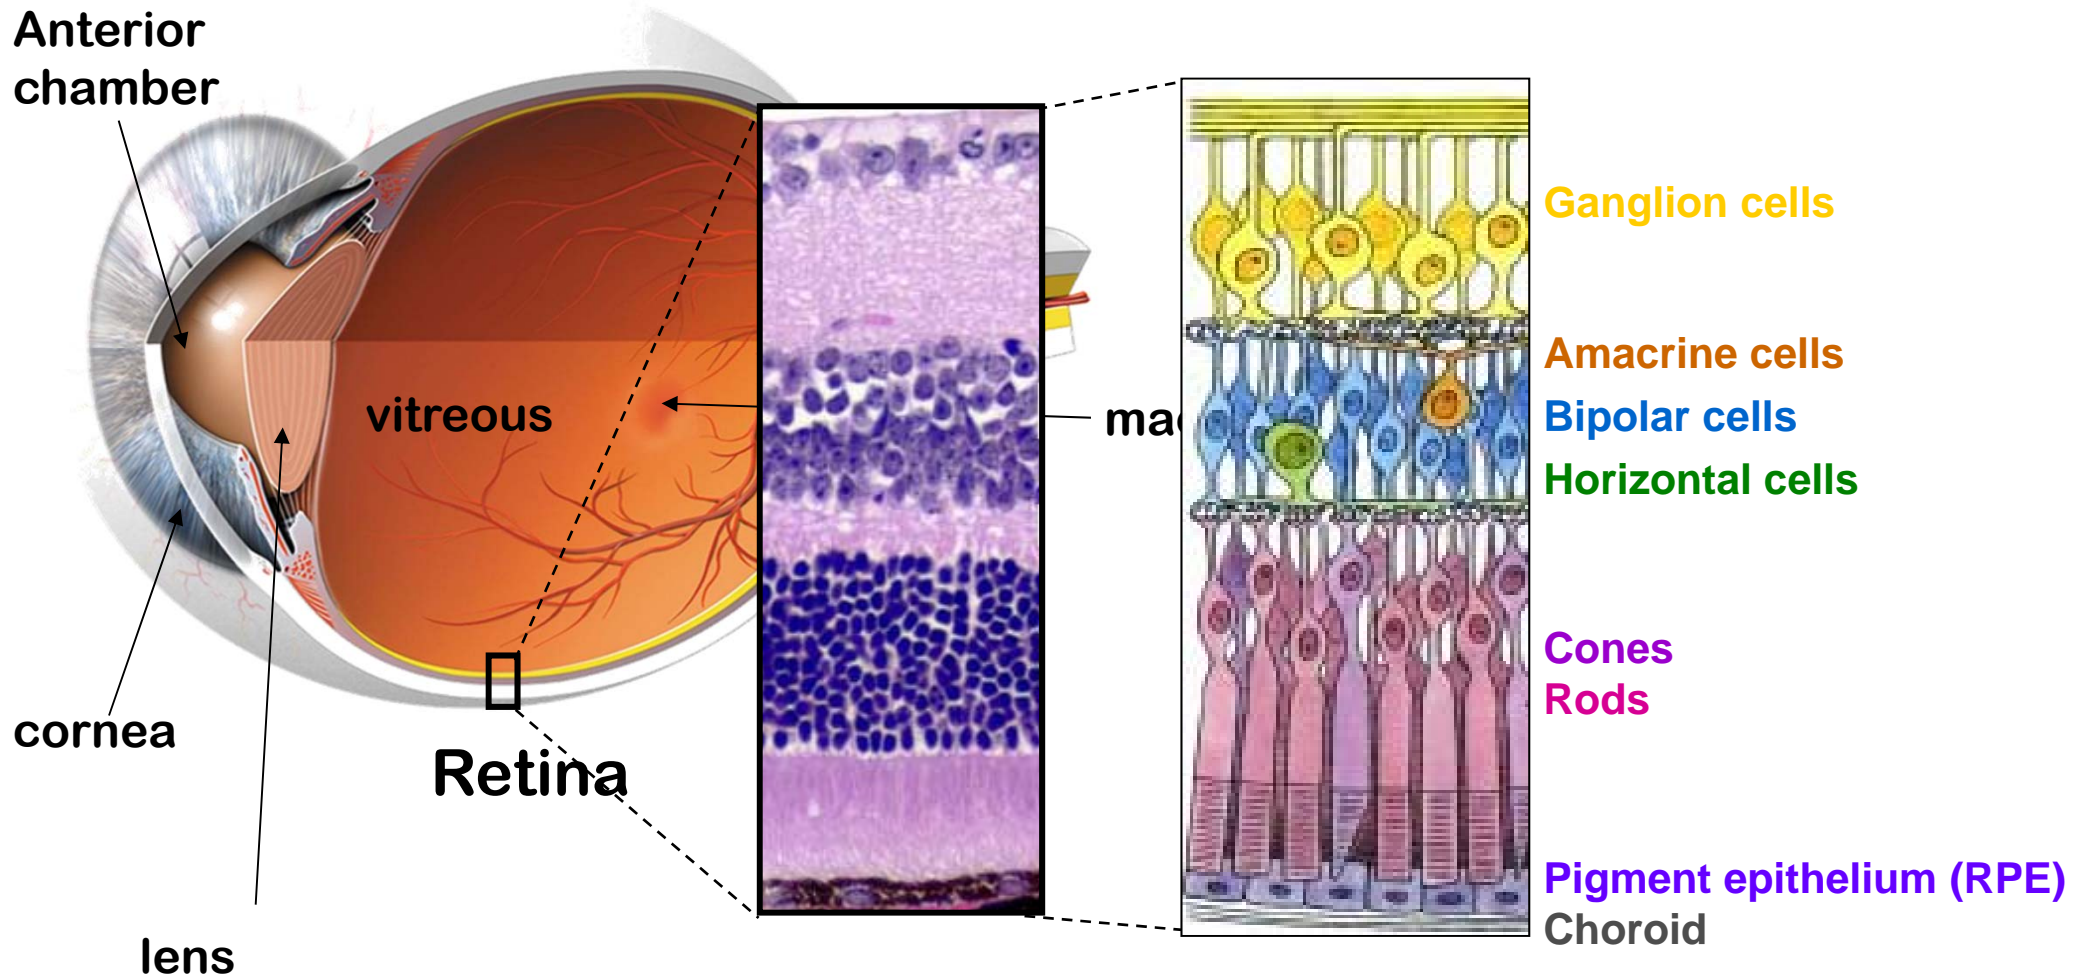 Anterior
chamber
Ganglion cells
Amacrine cells
vitreous
Bipolar cells
Horizontal cells
Cones
Rods
cornea
Retina
Pigment epithelium (RPE)
Choroid
lens